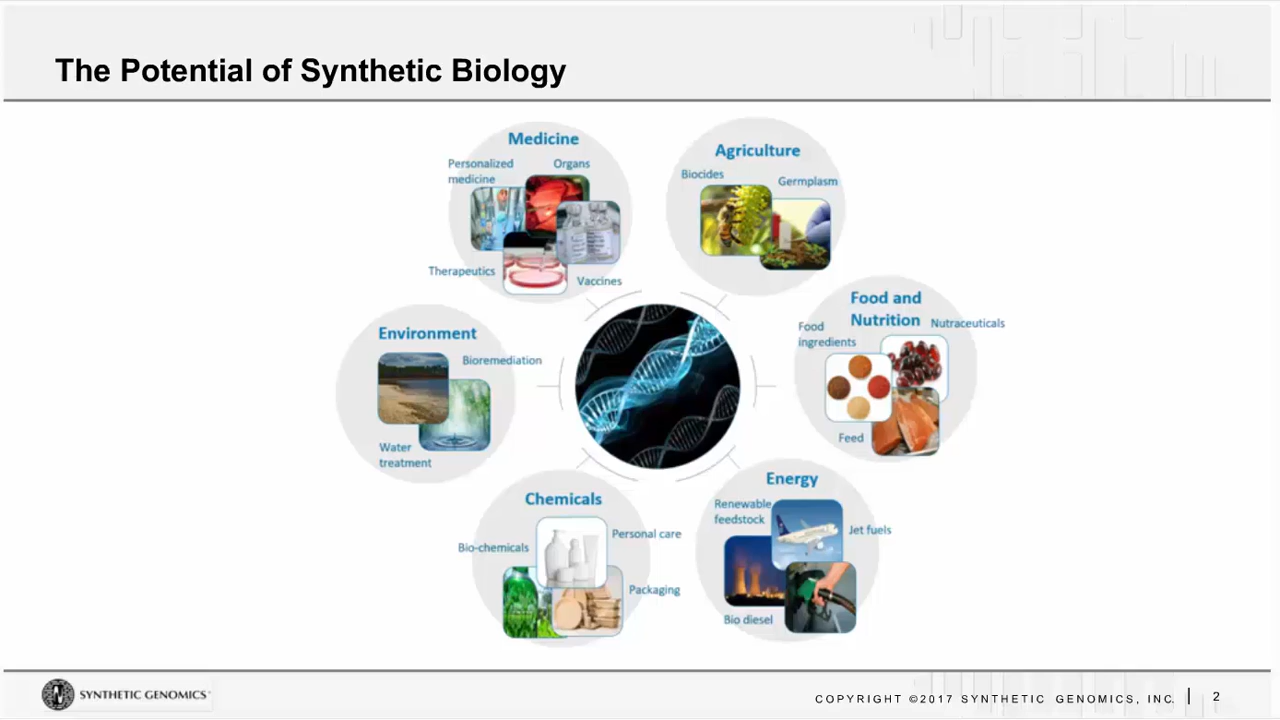 The Potential of Synthetic Biology
Medicine
Personalized
medicine
Organs
Therapeutics
Vaccines
Agriculture
Biocides
Germplasm
Environment
Bioremediation
Water
treatment
Food and
Nutrition
Food
ingredients
Nutraceuticals
Feed
Chemicals
Bio-chemicals
Personal care
Packaging
Energy
Renewable
feedstock
Jet fuels
Bio diesel
SYNTHETIC GENOMICS
COPYRIGHT ©2017 SYNTHETIC GENOMICS, INC. | 2